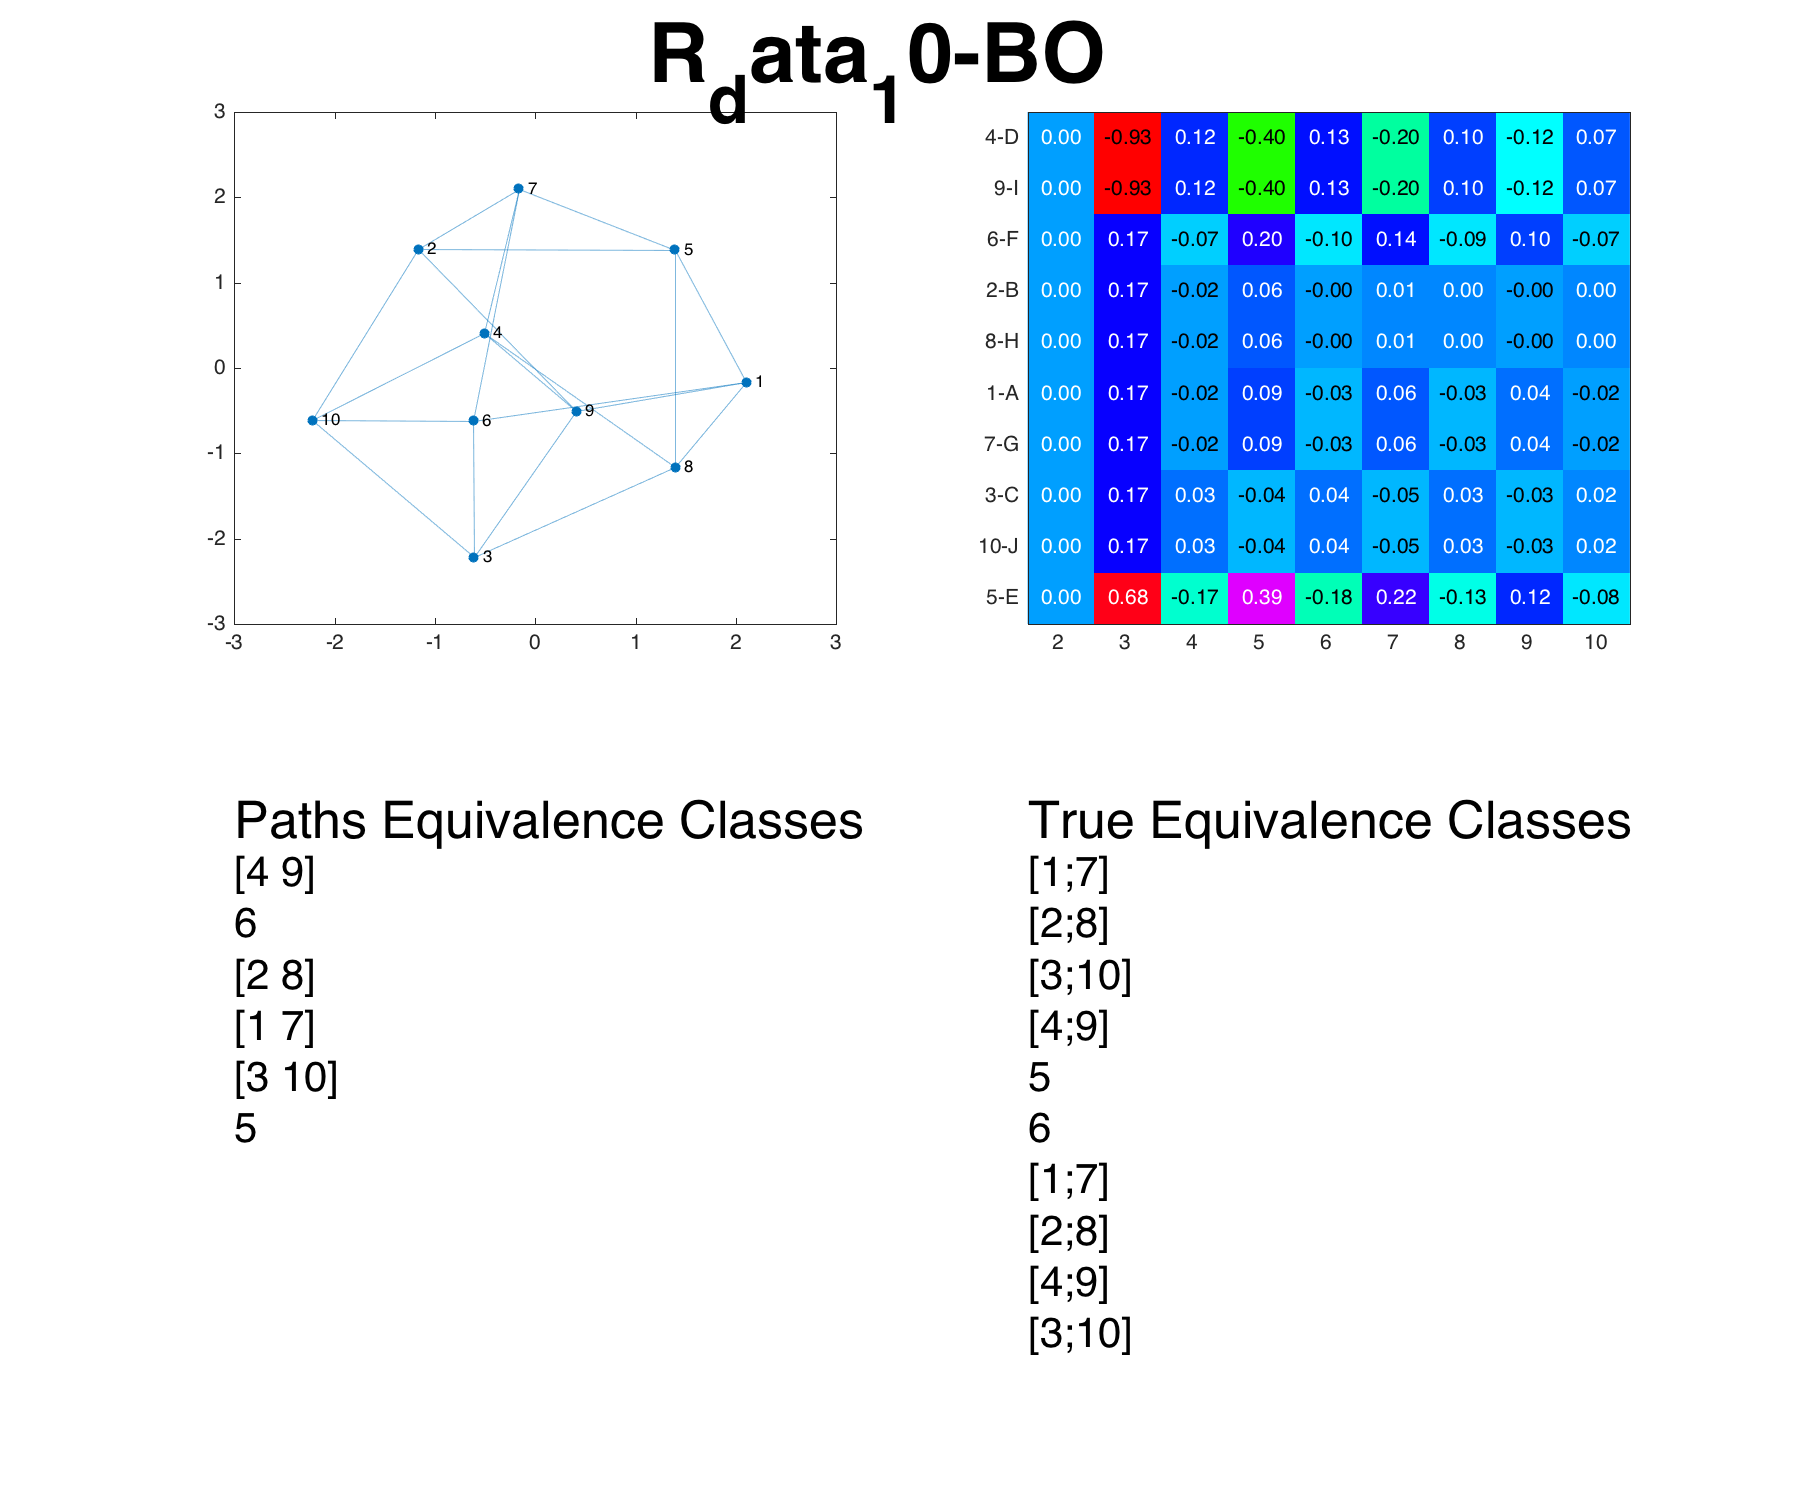 R_data_10-BO
3
2
1
0
-1
-2
-3
-3 -2 -1 0 1 2 3
7
2
5
4
1
9
10
6
8
3
4-D 0.00 -0.93 0.12 -0.40 0.13 -0.20 0.10 -0.12 0.07
9-I 0.00 -0.93 0.12 -0.40 0.13 -0.20 0.10 -0.12 0.07
6-F 0.00 0.17 -0.07 0.20 -0.10 0.14 -0.09 0.10 -0.07
2-B 0.00 0.17 -0.02 0.06 -0.00 0.01 0.00 -0.00 0.00
8-H 0.00 0.17 -0.02 0.06 -0.00 0.01 0.00 -0.00 0.00
1-A 0.00 0.17 -0.02 0.09 -0.03 0.06 -0.03 0.04 -0.02
7-G 0.00 0.17 -0.02 0.09 -0.03 0.06 -0.03 0.04 -0.02
3-C 0.00 0.17 0.03 -0.04 0.04 -0.05 0.03 -0.03 0.02
10-J 0.00 0.17 0.03 -0.04 0.04 -0.05 0.03 -0.03 0.02
5-E 0.00 0.68 -0.17 0.39 -0.18 0.22 -0.13 0.12 -0.08
2 3 4 5 6 7 8 9 10
Paths Equivalence Classes
[4 9]
6
[2 8]
[1 7]
[3 10]
5
True Equivalence Classes
[1;7]
[2;8]
[3;10]
[4;9]
5
6
[1;7]
[2;8]
[4;9]
[3;10]